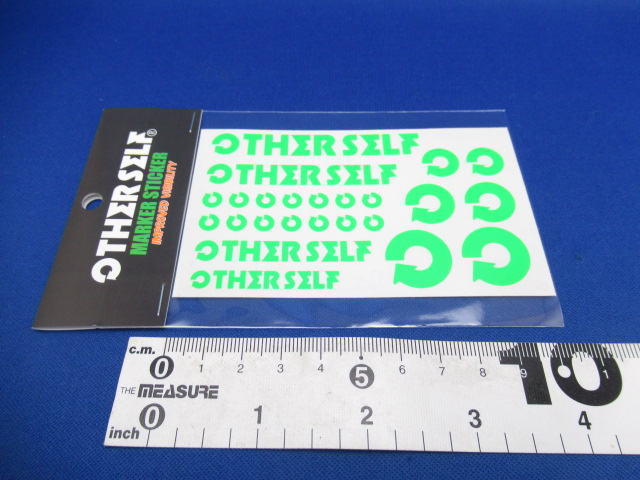 OTHER SELF®
MARKER STICKER
IMPROVED VISIBILITY
OTHER SELF
OTHER SELF
OTHER SELF
OTHER SELF
c.m. 0 1 2 3 4 5 6 7 8 9 10 1
THE MEASURE
inch 0 1 2 3 4